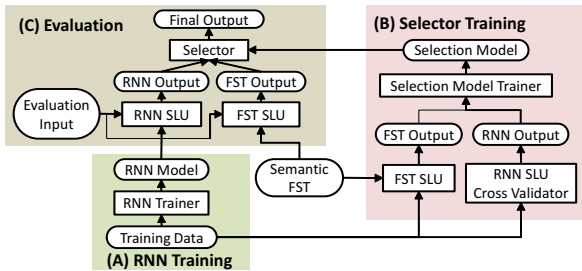 (C) Evaluation
Final Output
Selector
RNN Output
FST Output
Evaluation
Input
RNN SLU
FST SLU
(B) Selector Training
Selection Model
Selection Model Trainer
FST Output
RNN Output
FST SLU
RNN SLU
Cross Validator
Semantic
FST
RNN Model
RNN Trainer
Training Data
(A) RNN Training